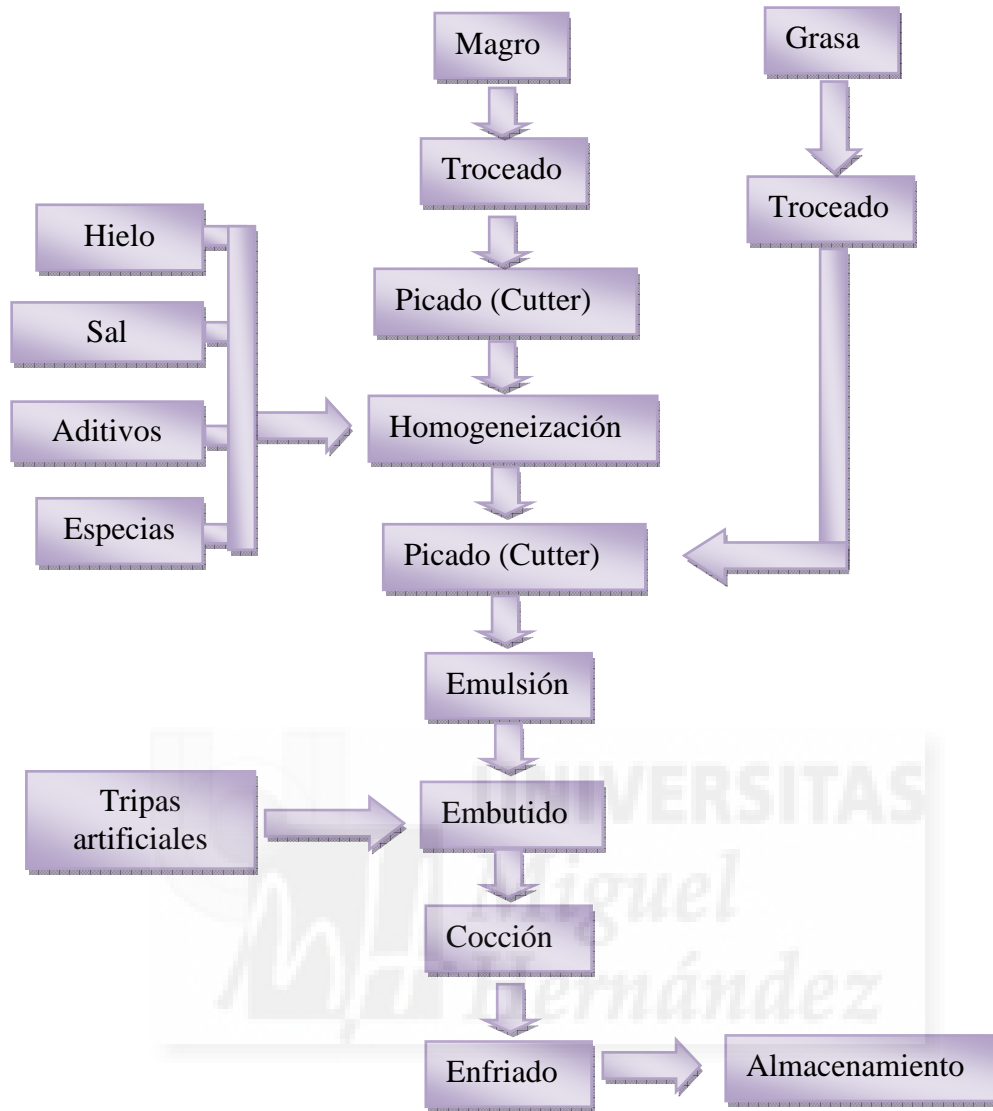 Magro
Grasa
Troceado
Troceado
Hielo
Picado (Cutter)
Sal
Aditivos
Homogeneización
Especias
Picado (Cutter)
Emulsión
Tripas
artificiales
Embutido
UNIVERSITAS
Miguel
Hernández
Cocción
Enfriado
Almacenamiento